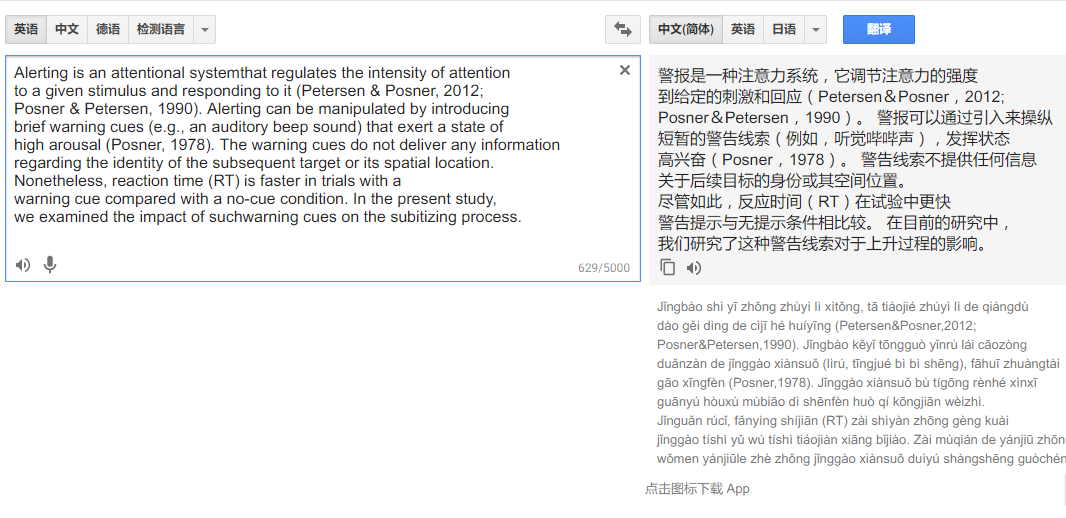 英语 中文 德语 检测语言
中文(简体) 英语 日语 翻译
Alerting is an attentional systemthat regulates the intensity of attention
to a given stimulus and responding to it (Petersen & Posner, 2012;
Posner & Petersen, 1990). Alerting can be manipulated by introducing
brief warning cues (e.g., an auditory beep sound) that exert a state of
high arousal (Posner, 1978). The warning cues do not deliver any information
regarding the identity of the subsequent target or its spatial location.
Nonetheless, reaction time (RT) is faster in trials with a
warning cue compared with a no-cue condition. In the present study,
we examined the impact of suchwarning cues on the subitizing process.
629/5000
警报是一种注意力系统，它调节注意力的强度
到给定的刺激和回应（Petersen＆Posner，2012;
Posner＆Petersen，1990）。 警报可以通过引入来操纵
短暂的警告线索（例如，听觉哔哔声），发挥状态
高兴奋（Posner，1978）。 警告线索不提供任何信息
关于后续目标的身份或其空间位置。
尽管如此，反应时间（RT）在试验中更快
警告提示与无提示条件相比较。 在目前的研究中，
我们研究了这种警告线索对于上升过程的影响。
Jǐngbào shì yī zhǒng zhùyì lì xìtǒng, tā tiáojié zhùyì lì de qiángdù
dào gěi dìng de cìjī hé huíyīng (Petersen&Posner,2012;
Posner&Petersen,1990). Jǐngbào kěyǐ tōngguò yǐnrù lái cāozòng
duǎnzàn de jǐnggào xiànsuǒ (lìrú, tīngjué bì bì shēng), fāhuī zhuàngtài
gāo xīngfèn (Posner,1978). Jǐnggào xiànsuǒ bù tígōng rènhé xìnxī
guānyú hòuxù mùbiāo dì shēnfèn huò qí kōngjiān wèizhì.
Jǐnguǎn rúcǐ, fǎnyìng shíjiān (RT) zài shìyàn zhōng gèng kuài
jǐnggào tíshì yǔ wú tíshì tiáojiàn xiāng bǐjiào. Zài mùqián de yánjiū zhōn
wǒmen yánjiūle zhè zhǒng jǐnggào xiànsuǒ duìyú shàngshēng guòchén
点击图标下载 App